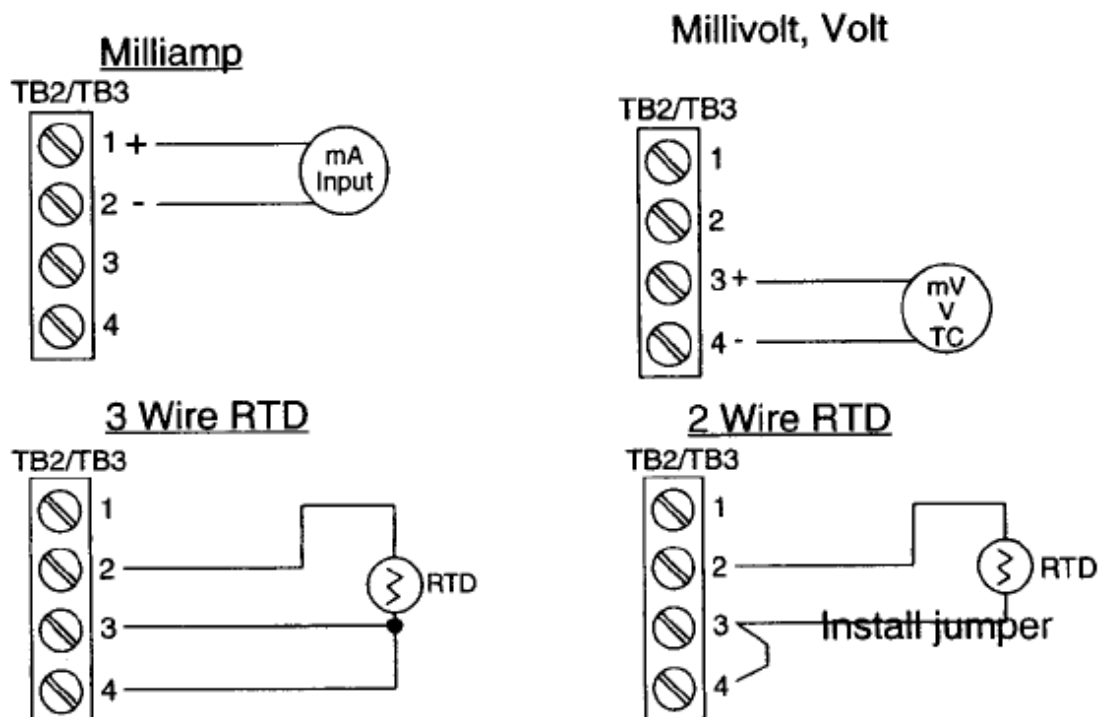 Milliamp
TB2/TB3
1 +
2 -
3
4
mA
Input
Millivolt, Volt
TB2/TB3
1
2
3 +
4 -
mV
V
TC
3 Wire RTD
TB2/TB3
1
2
3
4
RTD
2 Wire RTD
TB2/TB3
1
2
3
4
RTD
Install jumper